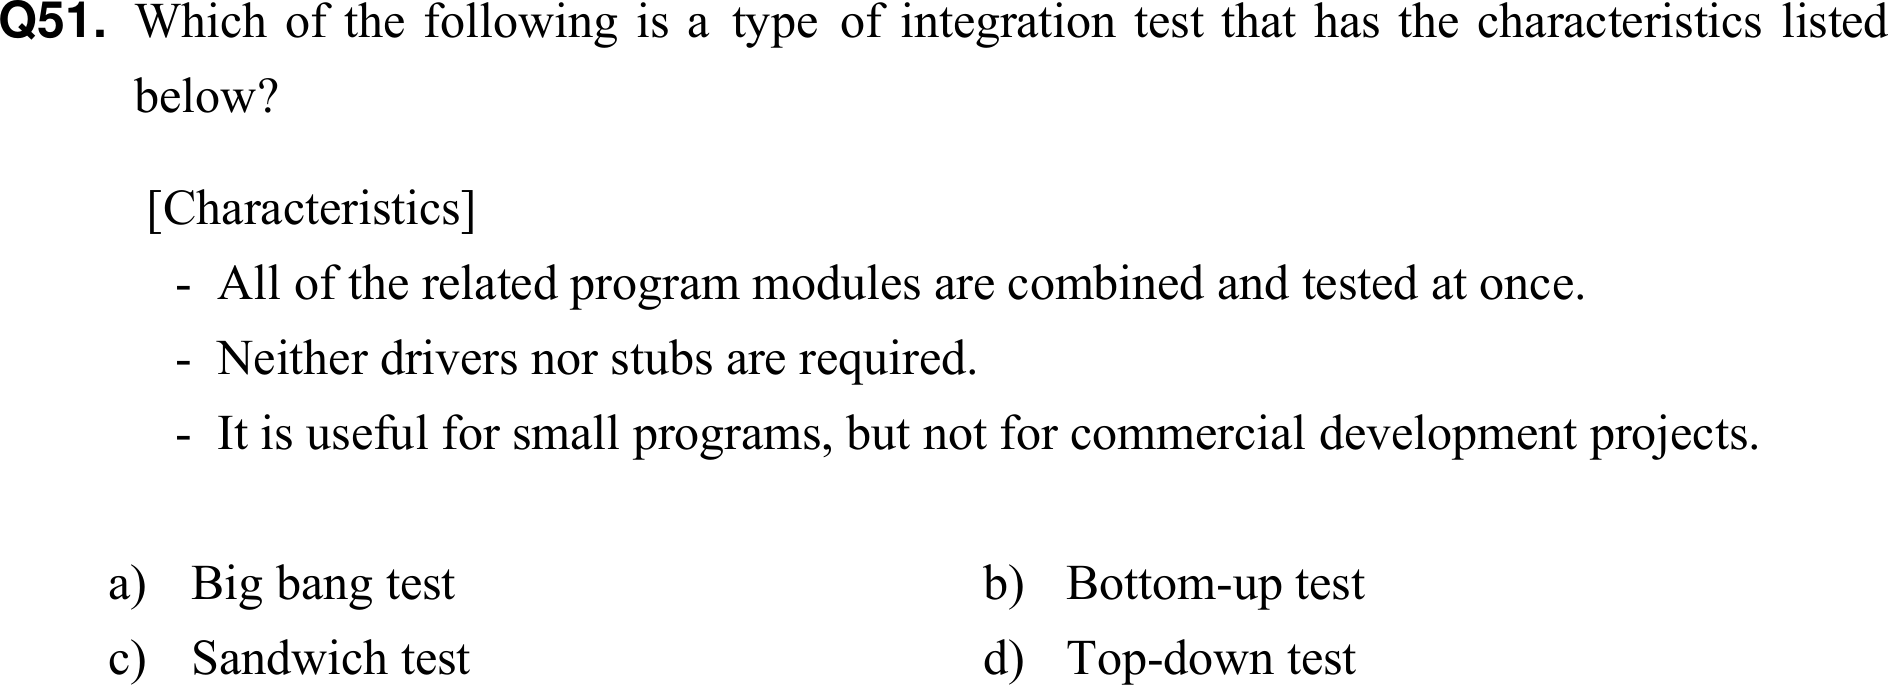 Q51. Which of the following is a type of integration test that has the characteristics listed
below?
[Characteristics]
- All of the related program modules are combined and tested at once.
- Neither drivers nor stubs are required.
- It is useful for small programs, but not for commercial development projects.
a) Big bang test b) Bottom-up test
c) Sandwich test d) Top-down test